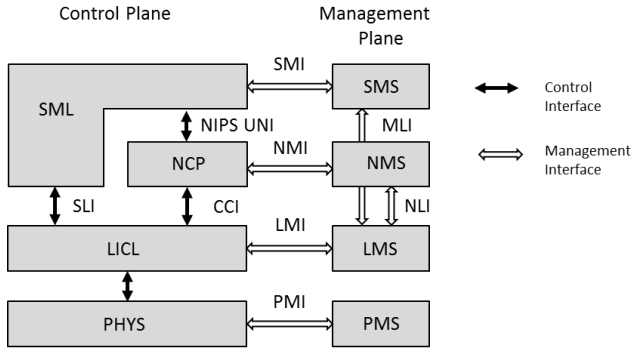 Control Plane
Management
Plane
SMI
SML
SMS
Control
Interface
NIPS UNI
MLI
NMI
Management
Interface
NCP
NMS
SLI
CCI
NLI
LMI
LICL
LMS
PMI
PHYS
PMS